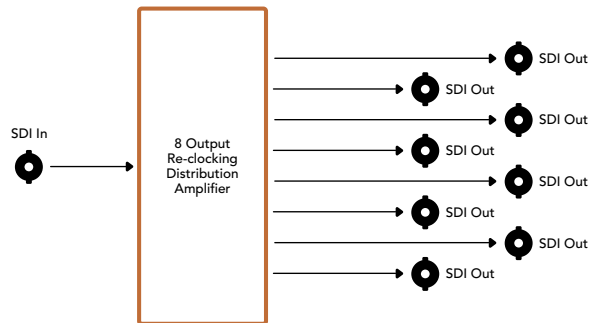 SDI In
8 Output
Re-clocking
Distribution
Amplifier
SDI Out
SDI Out
SDI Out
SDI Out
SDI Out
SDI Out
SDI Out
SDI Out